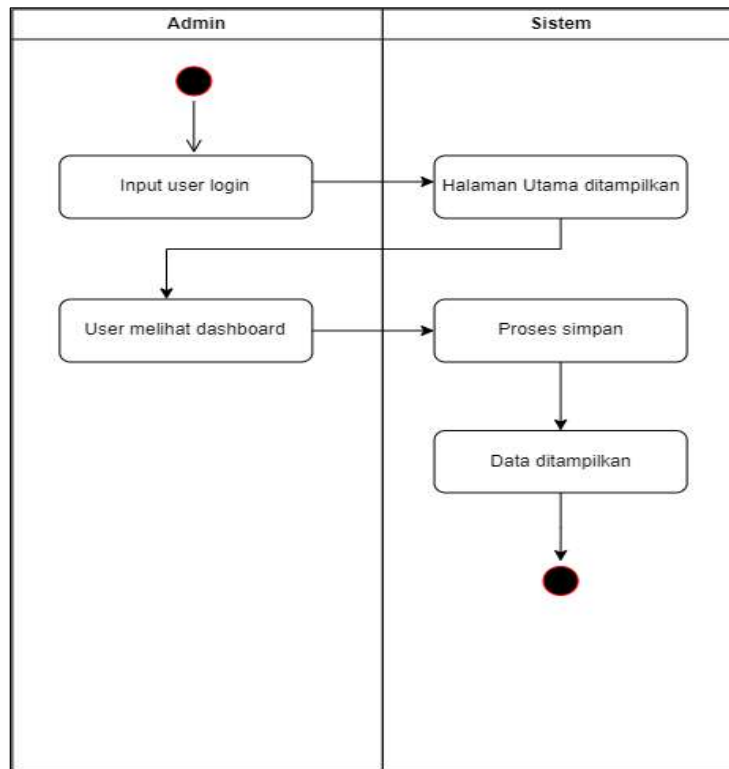 Admin
Sistem
Input user login
Halaman Utama ditampilkan
User melihat dashboard
Proses simpan
Data ditampilkan